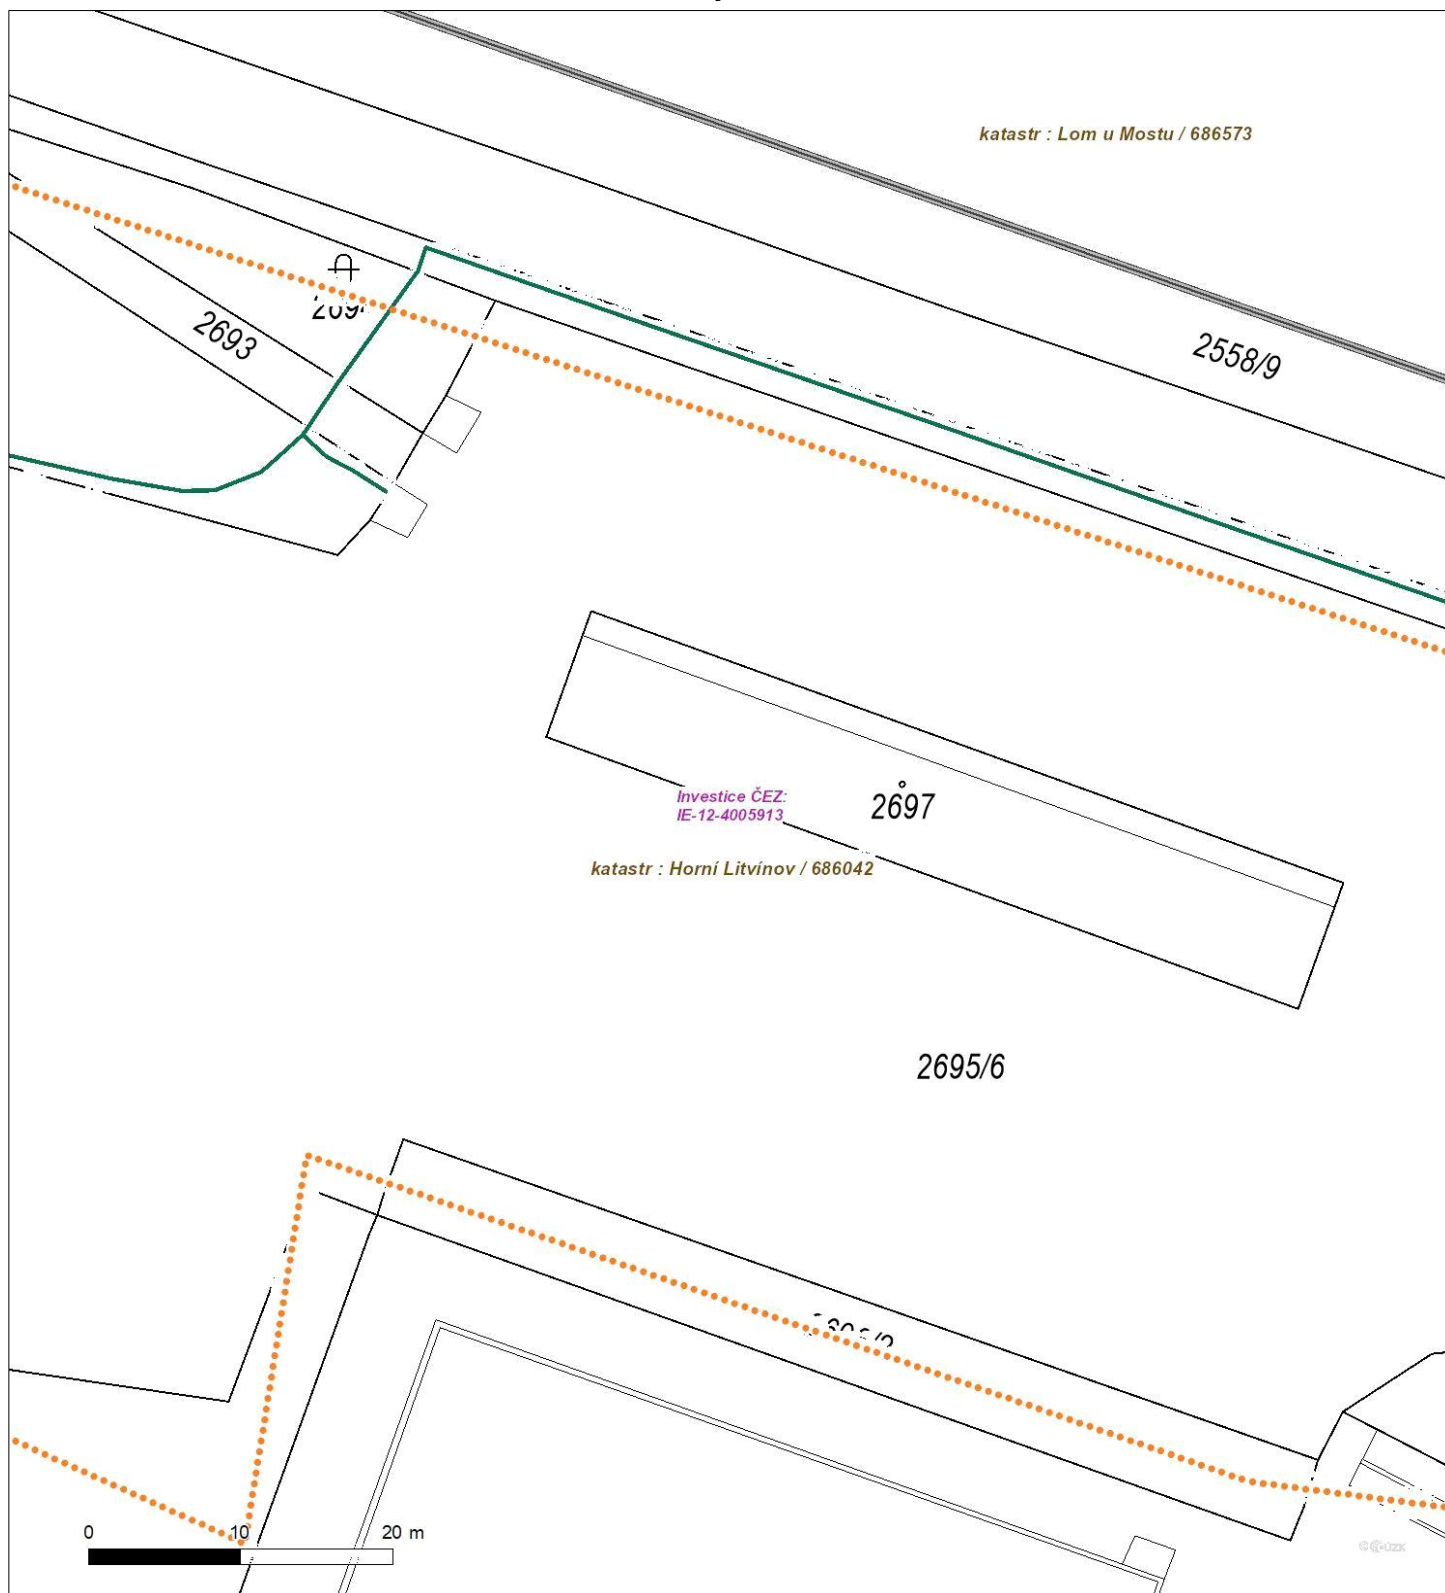 katastr : Lom u Mostu / 686573
2693
2558/9
Investice ČEZ:
IE-12-4005913
2697
katastr : Horní Litvínov / 686042
2695/6
0 10 20 m